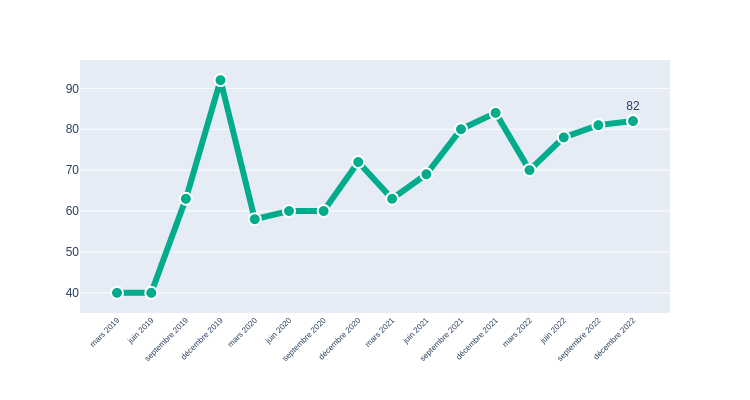 90
82
80
70
60
50
40
mars 2019
juin 2019
septembre 2019
décembre 2019
mars 2020
juin 2020
septembre 2020
décembre 2020
mars 2021
juin 2021
septembre 2021
décembre 2021
mars 2022
juin 2022
septembre 2022
décembre 2022